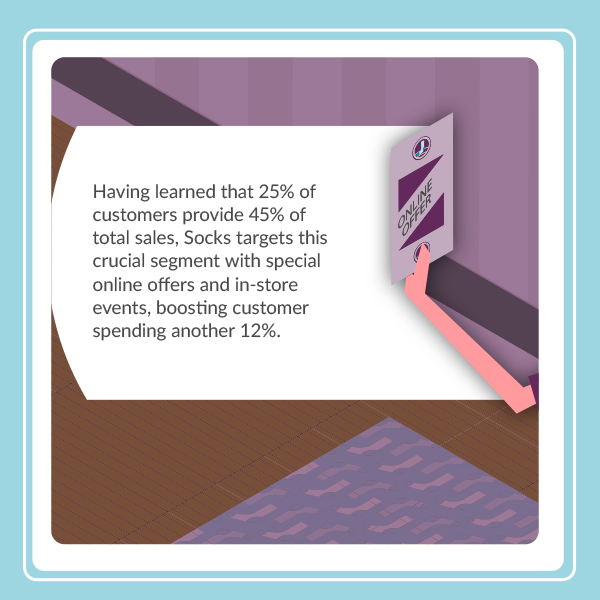 Having learned that 25% of
customers provide 45% of
total sales, Socks targets this
crucial segment with special
online offers and in-store
events, boosting customer
spending another 12%.
ONLINE
OFFER